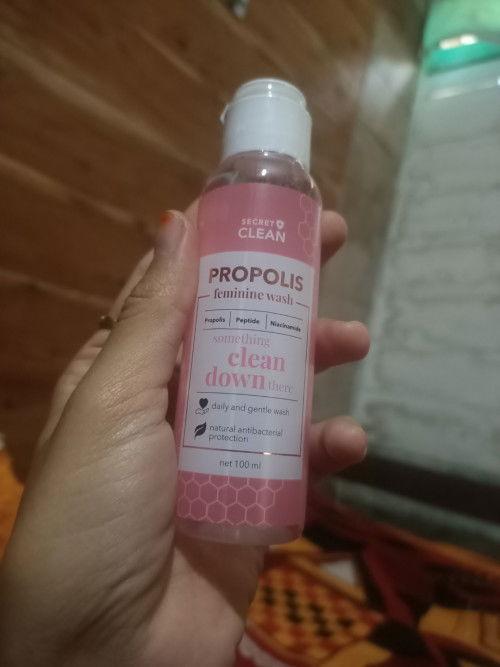 SECRET
CLEAN
PROPOLIS
feminine wash
Propolis Peptide Niacinamide
something
clean
down there
daily and gentle wash
natural antibacterial
protection
net 100 ml